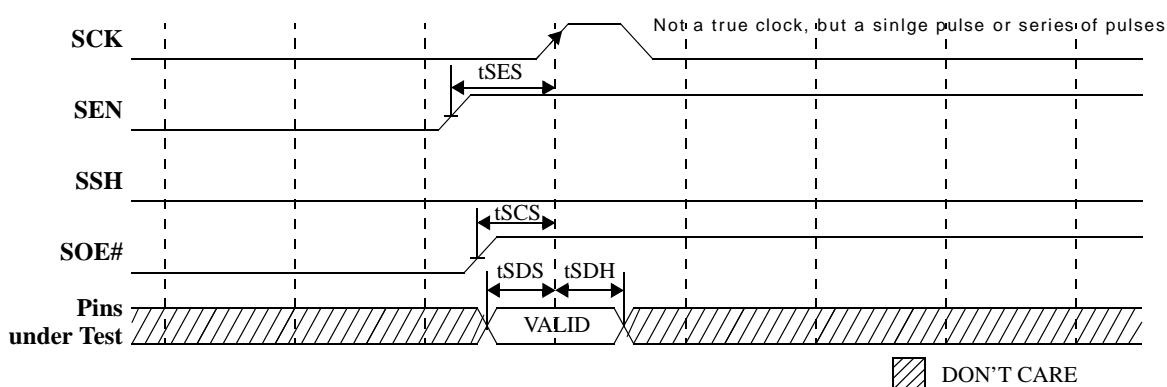 SCK
Not a true clock, but a sinlge pulse or series of pulses
tSES
SEN
SSH
tSCS
SOE#
tSDS
tSDH
Pins
under Test
VALID
DON'T CARE